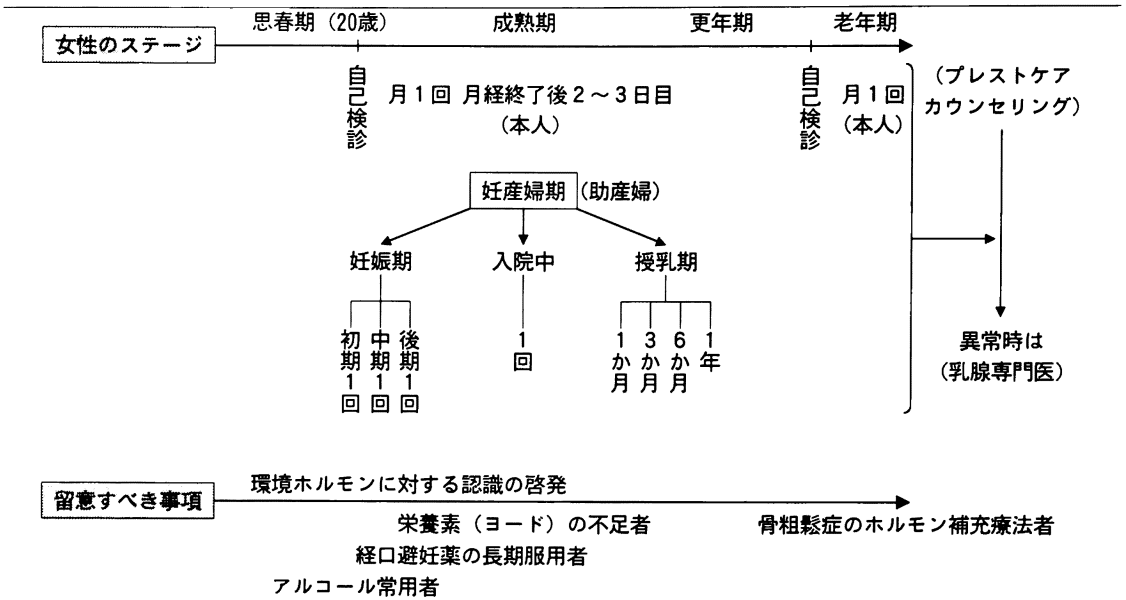 思春期（20歳）
成熟期
更年期
老年期
女性のステージ
自己検診
月1回 月経終了後2～3日目
（本人）
自己検診
月1回
（本人）
（プレストケア
カウンセリング）
妊産婦期（助産婦）
妊娠期
入院中
授乳期
初期1回
中期1回
後期1回
1回
1か月
3か月
6か月
1年
異常時は
（乳腺専門医）
留意すべき事項
環境ホルモンに対する認識の啓発
栄養素（ヨード）の不足者
骨粗鬆症のホルモン補充療法者
経口避妊薬の長期服用者
アルコール常用者